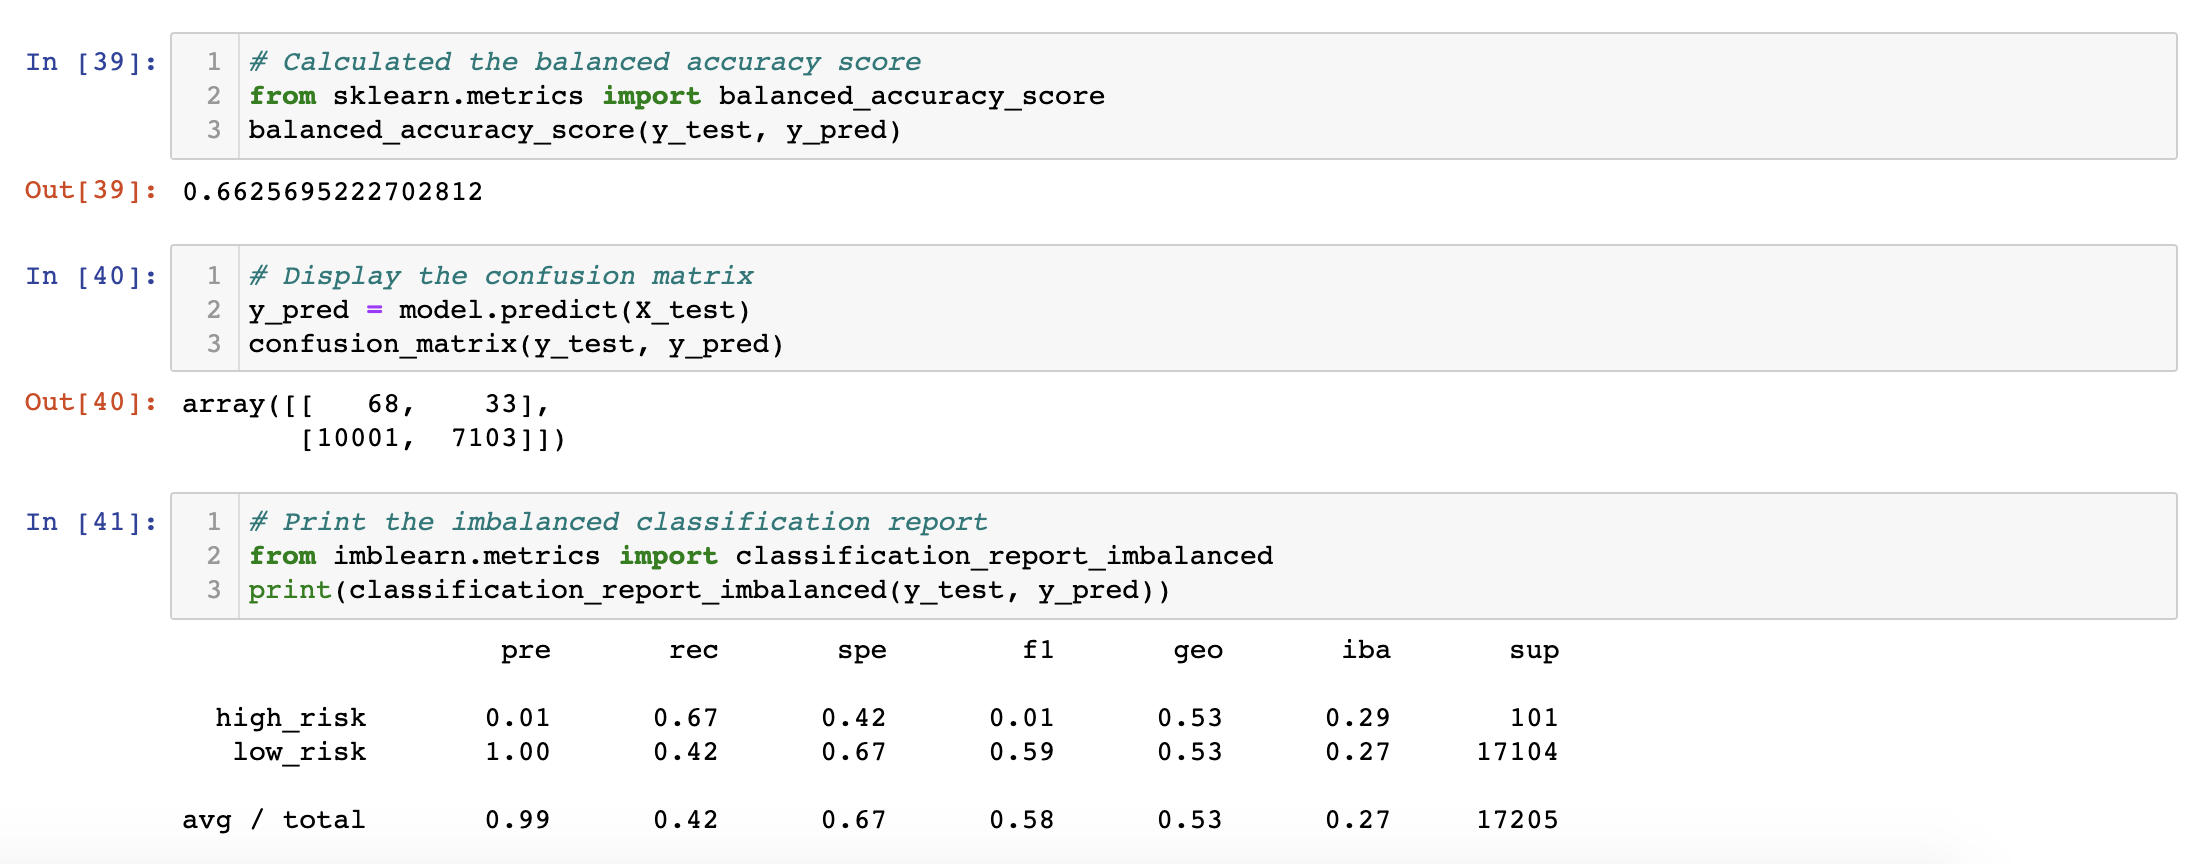 In [39]:
1 # Calculated the balanced accuracy score
2 from sklearn.metrics import balanced_accuracy_score
3 balanced_accuracy_score(y_test, y_pred)
Out[39]: 0.6625695222702812
In [40]:
1 # Display the confusion matrix
2 y_pred = model.predict(X_test)
3 confusion_matrix(y_test, y_pred)
Out[40]: array([[   68,    33],
       [10001,  7103]])
In [41]:
1 # Print the imbalanced classification report
2 from imblearn.metrics import classification_report_imbalanced
3 print(classification_report_imbalanced(y_test, y_pred))
pre rec spe f1 geo iba sup
high_risk 0.01 0.67 0.42 0.01 0.53 0.29 101
low_risk 1.00 0.42 0.67 0.59 0.53 0.27 17104
avg / total 0.99 0.42 0.67 0.58 0.53 0.27 17205